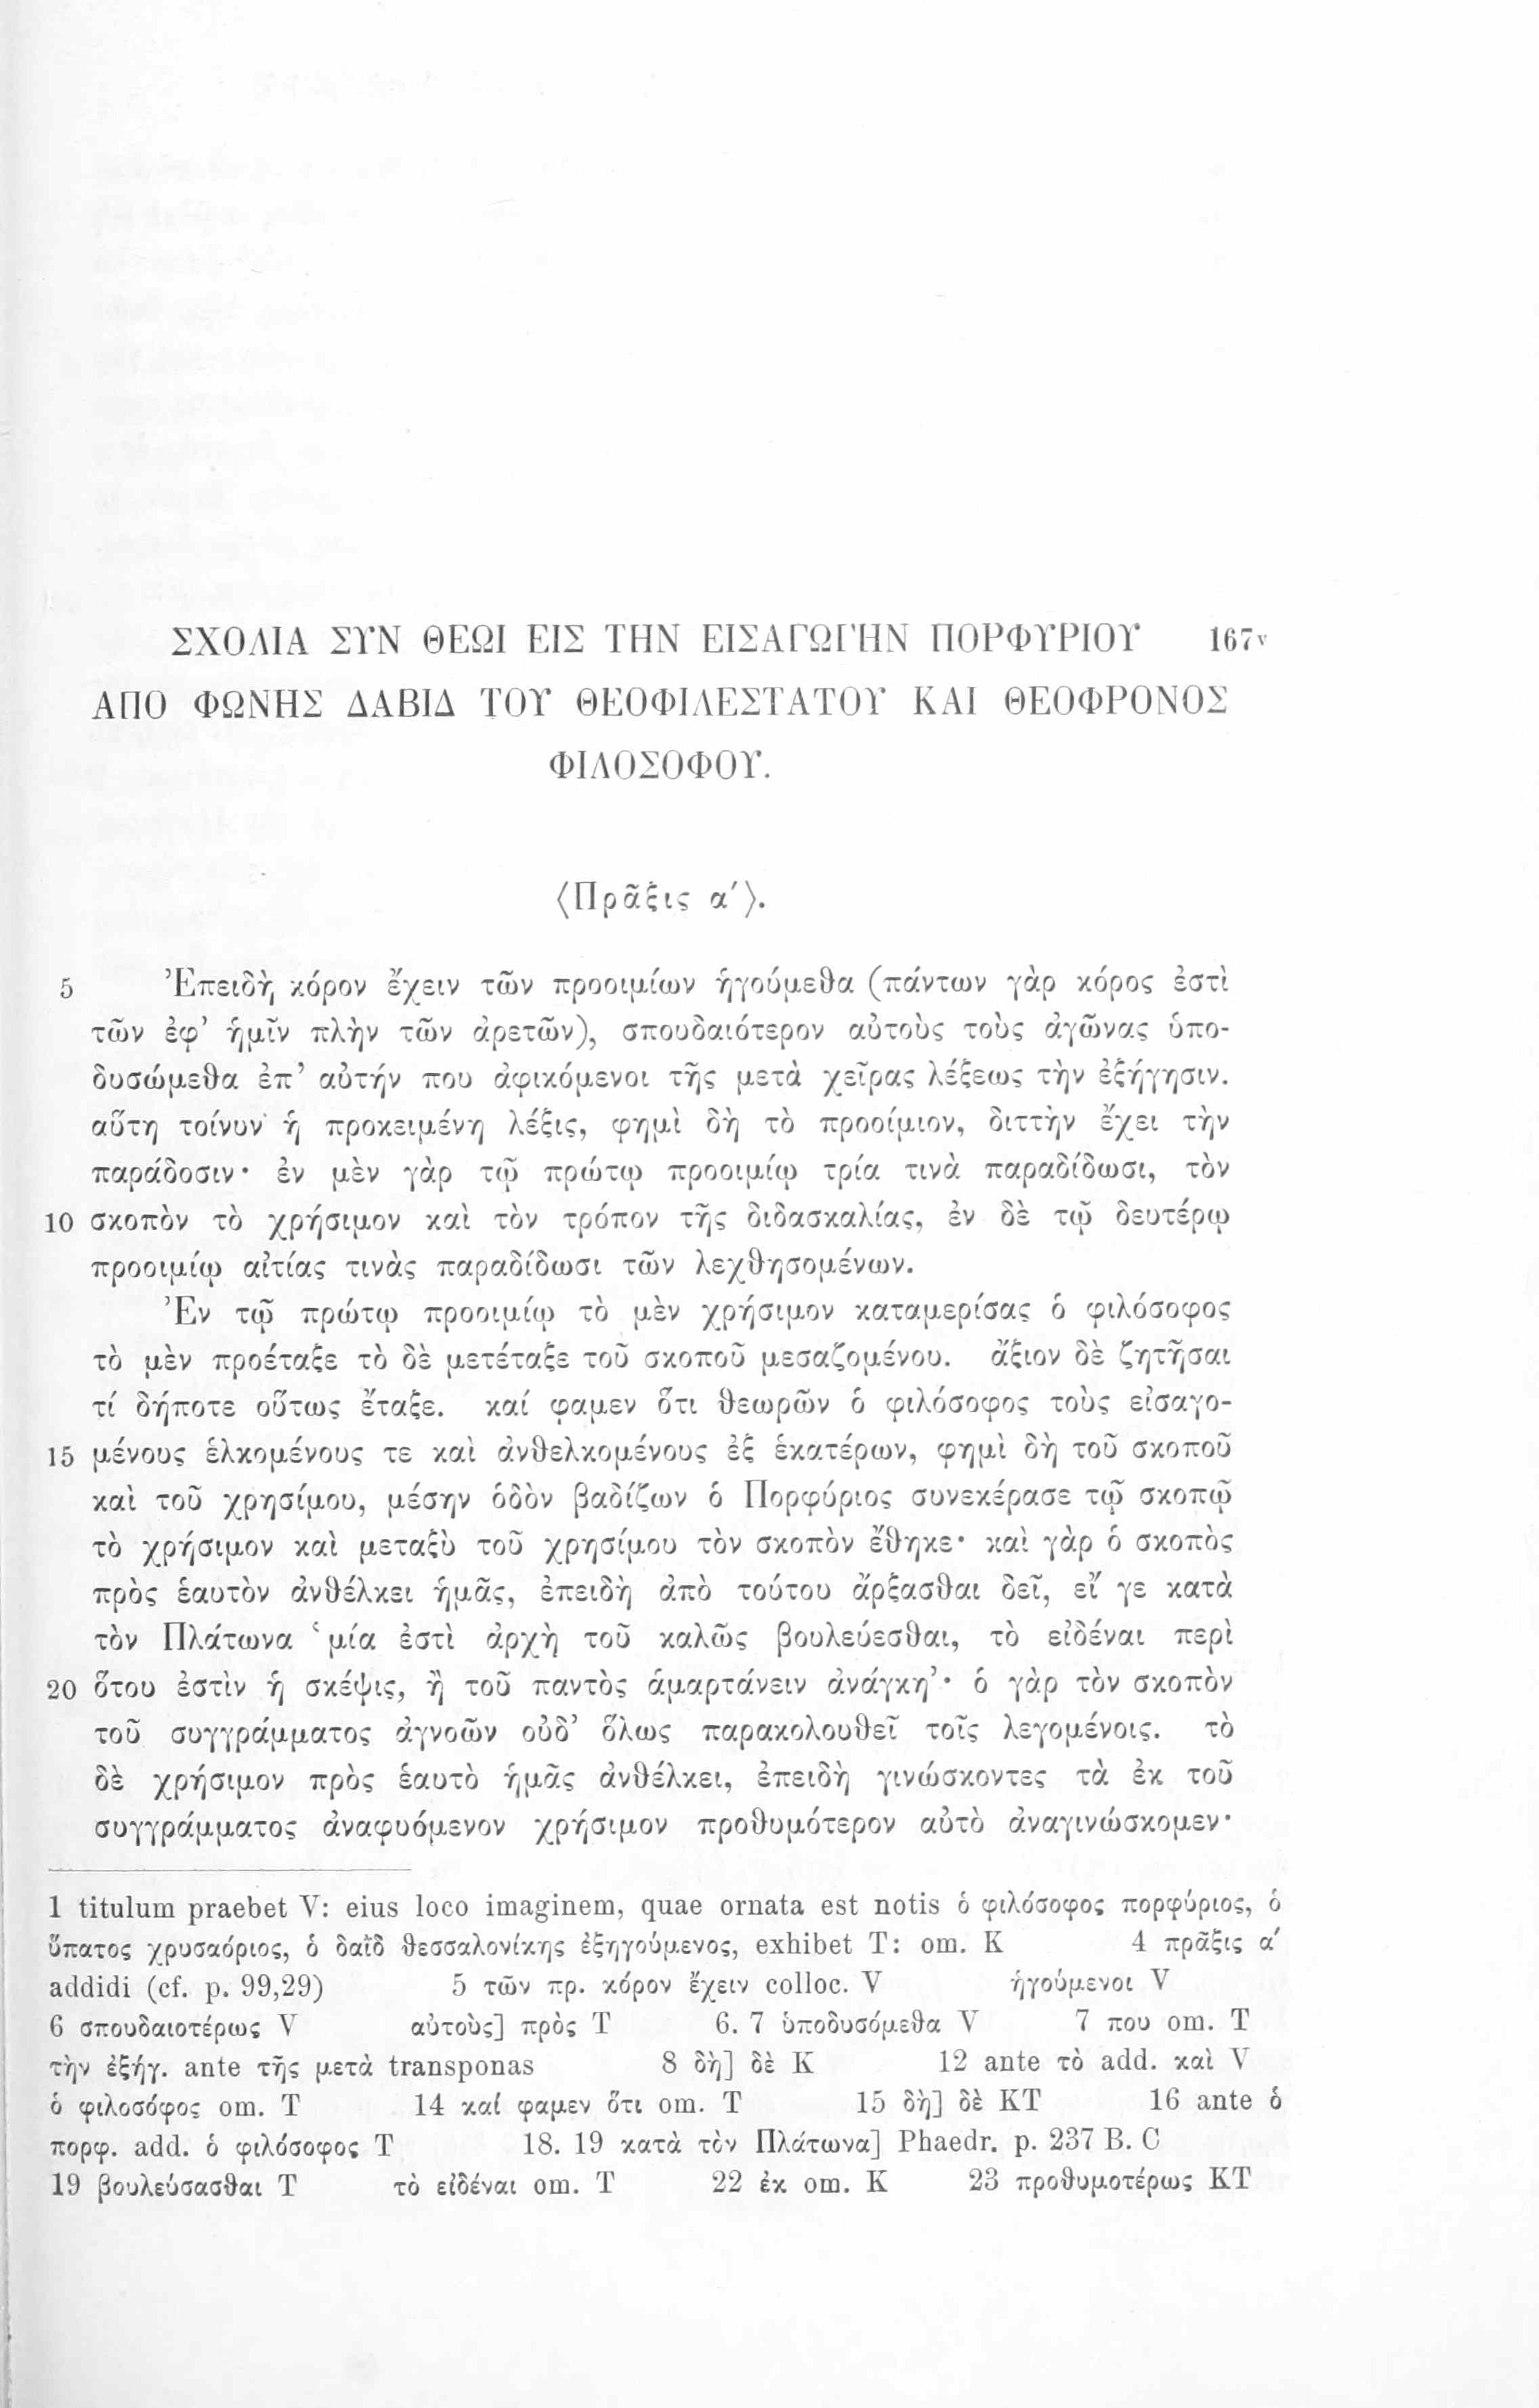 ΣΧΟΛΙΑ ΣΥΝ ΘΕΩΙ ΕΙΣ ΤΗΝ ΕΙΣΑΓΩΓΗΝ ΠΟΡΦΥΡΙΟΥ 167v
ΑΠΟ ΦΩΝΗΣ ΔΑΒΙΔ ΤΟΥ ΘΕΟΦΙΛΕΣΤΑΤΟΥ ΚΑΙ ΘΕΟΦΡΟΝΟΣ
ΦΙΛΟΣΟΦΟΥ.
⟨Πρᾶξις α'⟩.
5 Ἐπειδὴ κόρον ἔχειν τῶν προοιμίων ἡγούμεθα (πάντων γὰρ κόρος ἐστὶ
τῶν ἐφ' ἡμῖν πλὴν τῶν ἀρετῶν), σπουδαιότερον αὐτοὺς τοὺς ἀγῶνας ὑπο-
δυσώμεθα ἐπ' αὐτήν που ἀφικόμενοι τῆς μετὰ χεῖρας λέξεως τὴν ἐξήγησιν.
αὕτη τοίνυν ἡ προκειμένη λέξις, φημὶ δὴ τὸ προοίμιον, διττὴν ἔχει τὴν
παράδοσιν· ἐν μὲν γὰρ τῷ πρώτῳ προοιμίῳ τρία τινὰ παραδίδωσι, τὸν
10 σκοπὸν τὸ χρήσιμον καὶ τὸν τρόπον τῆς διδασκαλίας, ἐν δὲ τῷ δευτέρῳ
προοιμίῳ αἰτίας τινὰς παραδίδωσι τῶν λεχθησομένων.
Ἐν τῷ πρώτῳ προοιμίῳ τὸ μὲν χρήσιμον καταμερίσας ὁ φιλόσοφος
τὸ μὲν προέταξε τὸ δὲ μετέταξε τοῦ σκοποῦ μεσαζομένου. ἄξιον δὲ ζητῆσαι
τί δήποτε οὕτως ἔταξε. καί φαμεν ὅτι θεωρῶν ὁ φιλόσοφος τοὺς εἰσαγο-
15 μένους ἑλκομένους τε καὶ ἀνθελκομένους ἐξ ἑκατέρων, φημὶ δὴ τοῦ σκοποῦ
καὶ τοῦ χρησίμου, μέσην ὁδὸν βαδίζων ὁ Πορφύριος συνεκέρασε τῷ σκοπῷ
τὸ χρήσιμον καὶ μεταξὺ τοῦ χρησίμου τὸν σκοπὸν ἔθηκε· καὶ γὰρ ὁ σκοπὸς
πρὸς ἑαυτὸν ἀνθέλκει ἡμᾶς, ἐπειδὴ ἀπὸ τούτου ἄρξασθαι δεῖ, εἴ γε κατὰ
τὸν Πλάτωνα ‘μία ἐστὶ ἀρχὴ τοῦ καλῶς βουλεύεσθαι, τὸ εἰδέναι περὶ
20 ὅτου ἐστὶν ἡ σκέψις, ἢ τοῦ παντὸς ἁμαρτάνειν ἀνάγκη’· ὁ γὰρ τὸν σκοπὸν
τοῦ συγγράμματος ἀγνοῶν οὐδ' ὅλως παρακολουθεῖ τοῖς λεγομένοις. τὸ
δὲ χρήσιμον πρὸς ἑαυτὸ ἡμᾶς ἀνθέλκει, ἐπειδὴ γινώσκοντες τὰ ἐκ τοῦ
συγγράμματος ἀναφυόμενον χρήσιμον προθυμότερον αὐτὸ ἀναγινώσκομεν·
1 titulum praebet V: eius loco imaginem, quae ornata est notis ὁ φιλόσοφος πορφύριος, ὁ
ὕπατος χρυσαόριος, ὁ δαῒδ θεσσαλονίκης ἐξηγούμενος, exhibet T: om. K 4 πρᾶξις α'
addidi (cf. p. 99,29) 5 τῶν πρ. κόρον ἔχειν colloc. V ἡγούμενοι V
6 σπουδαιοτέρως V αὐτοὺς] πρὸς T 6. 7 ὑποδυσόμεθα V 7 που om. T
τὴν ἐξήγ. ante τῆς μετὰ transponas 8 δὴ] δὲ K 12 ante τὸ add. καὶ V
ὁ φιλοσόφος om. T 14 καί φαμεν ὅτι om. T 15 δὴ] δὲ KT 16 ante ὁ
πορφ. add. ὁ φιλόσοφος T 18. 19 κατὰ τὸν Πλάτωνα] Phaedr. p. 237 B. C
19 βουλεύσασθαι T τὸ εἰδέναι om. T 22 ἐκ om. K 23 προθυμοτέρως KT